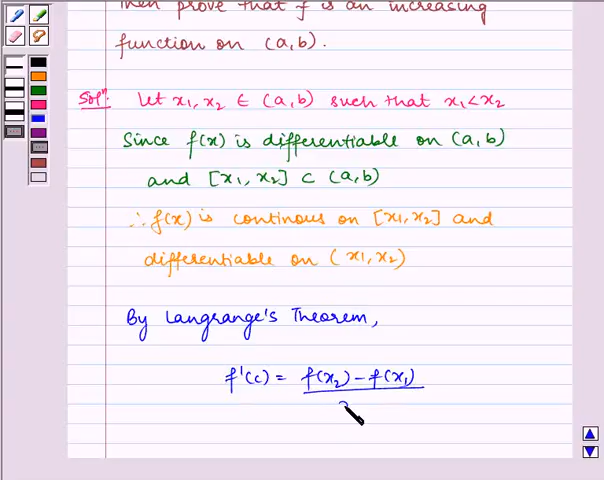 then prove that f is an increasing
function on (a,b).
Solⁿ: Let x₁,x₂ ∈ (a,b) such that x₁<x₂
Since f(x) is differentiable on (a,b)
and [x₁,x₂] ⊂ (a,b)
∴ f(x) is continous on [x₁,x₂] and
differentiable on (x₁,x₂)
By Langrange's Theorem,
f'(c) = f(x₂) - f(x₁)